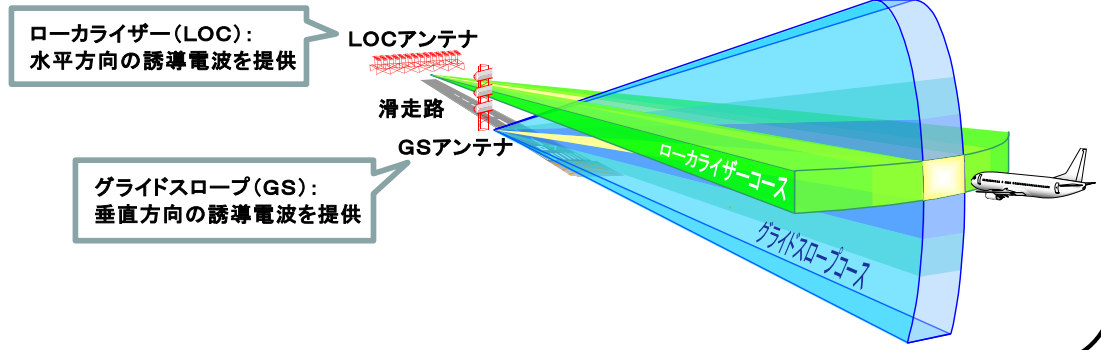 ローカライザー（LOC）：
水平方向の誘導電波を提供
LOCアンテナ
滑走路
GSアンテナ
グライドスロープ（GS）：
垂直方向の誘導電波を提供
ローカライザーコース
グライドスロープコース